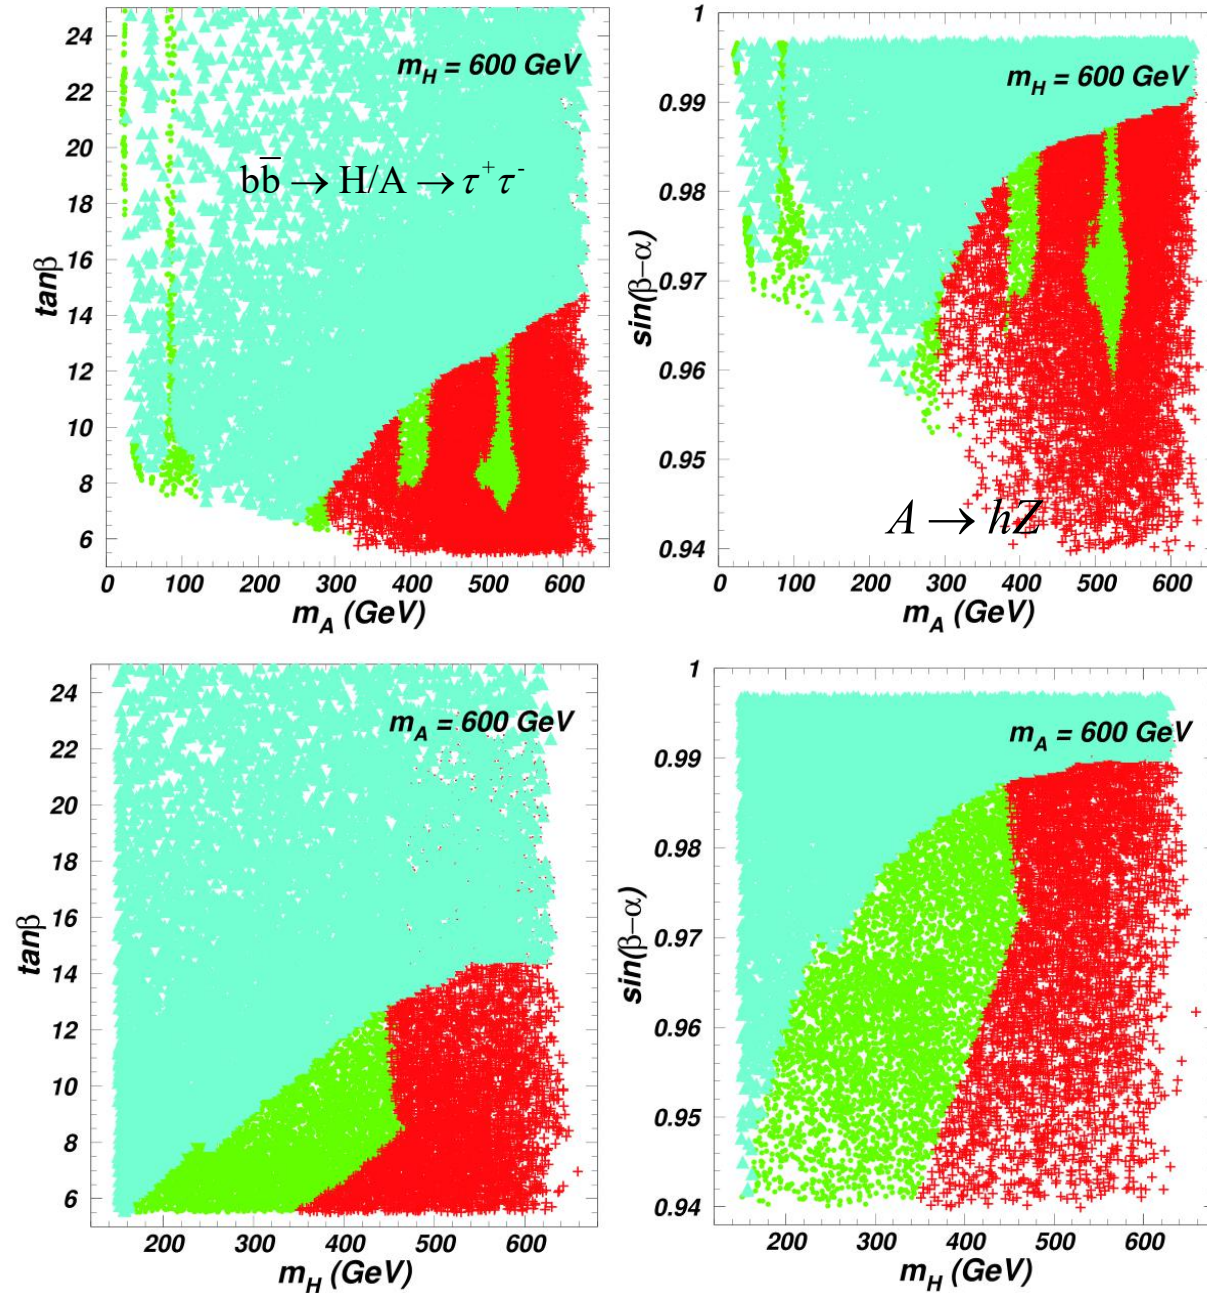 24
22
20
18
16
14
12
10
8
6
tanβ
m_H = 600 GeV
bb̄ → H/A → τ⁺τ⁻
0 100 200 300 400 500 600
m_A (GeV)
1
0.99
0.98
0.97
0.96
0.95
0.94
sin(β−α)
m_H = 600 GeV
A → hZ
0 100 200 300 400 500 600
m_A (GeV)
24
22
20
18
16
14
12
10
8
6
tanβ
m_A = 600 GeV
200 300 400 500 600
m_H (GeV)
1
0.99
0.98
0.97
0.96
0.95
0.94
sin(β−α)
m_A = 600 GeV
200 300 400 500 600
m_H (GeV)